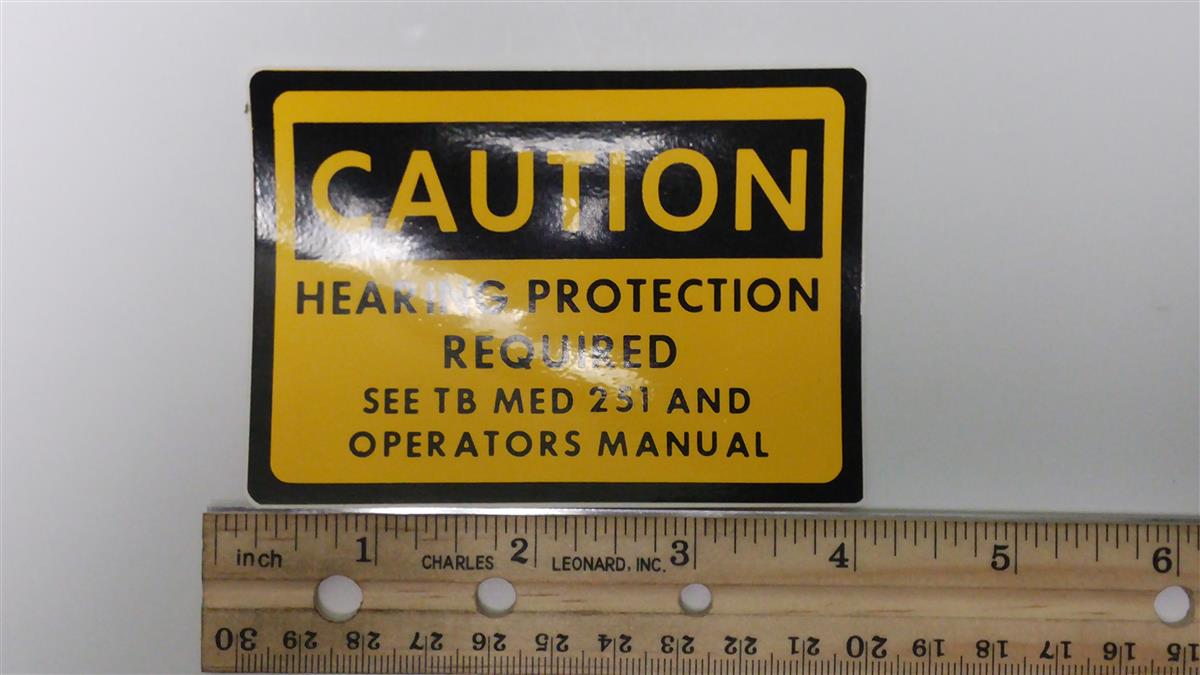 CAUTION
HEARING PROTECTION
REQUIRED
SEE TB MED 251 AND
OPERATORS MANUAL
inch 1 CHARLES 2 LEONARD, INC. 3 4 5 6
30 29 28 27 26 25 24 23 22 21 20 19 18 17 16 15